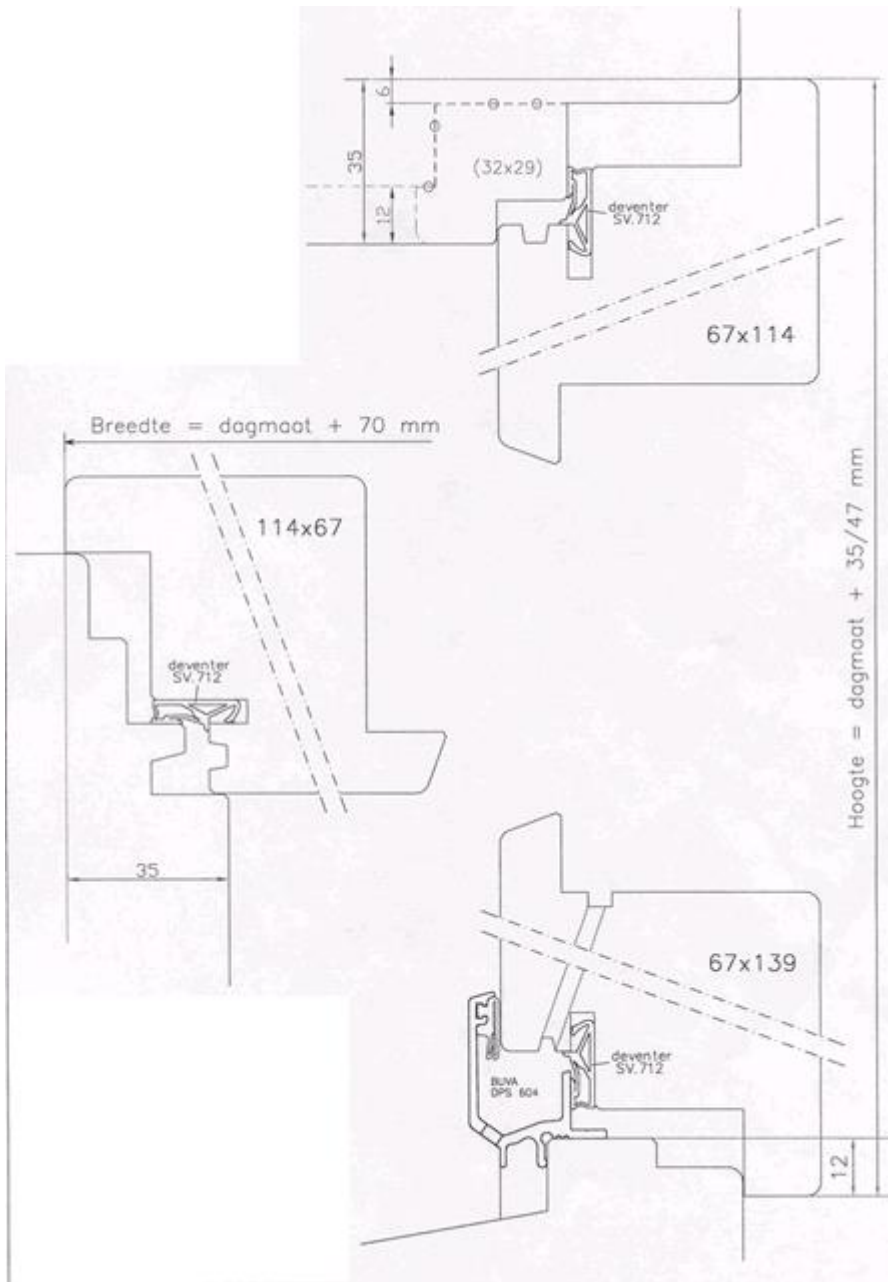 6
35
(32x29)
12
deventer
SV.712
67x114
Breedte = dagmaat + 70 mm
114x67
deventer
SV.712
35
Hoogte = dagmaat + 35/47 mm
67x139
deventer
SV.712
BUVA
DPS 604
12